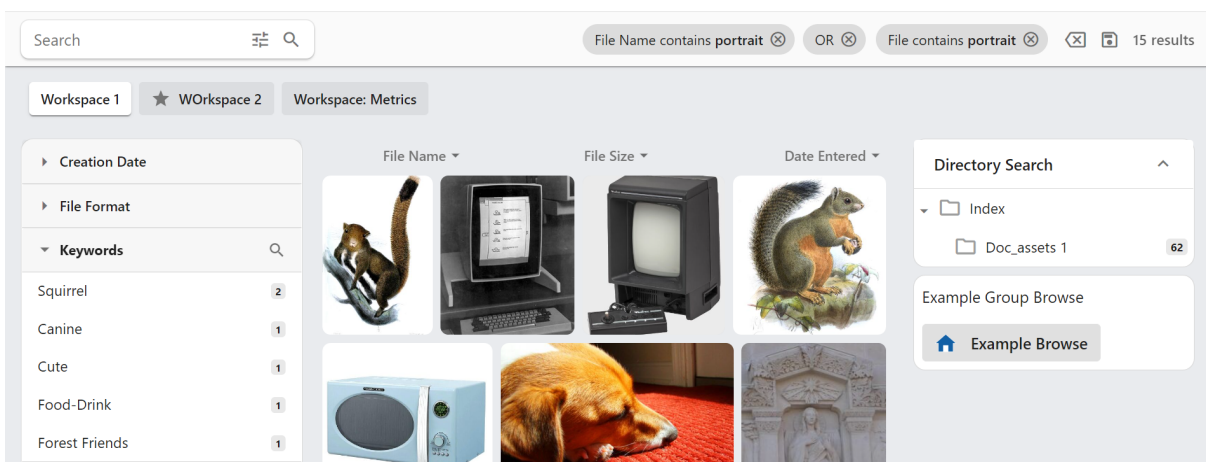 Search
File Name contains portrait
OR
File contains portrait
15 results
Workspace 1
WOrkspace 2
Workspace: Metrics
Creation Date
File Format
Keywords
Squirrel 2
Canine 1
Cute 1
Food-Drink 1
Forest Friends 1
File Name
File Size
Date Entered
Directory Search
Index
Doc_assets 1 62
Example Group Browse
Example Browse